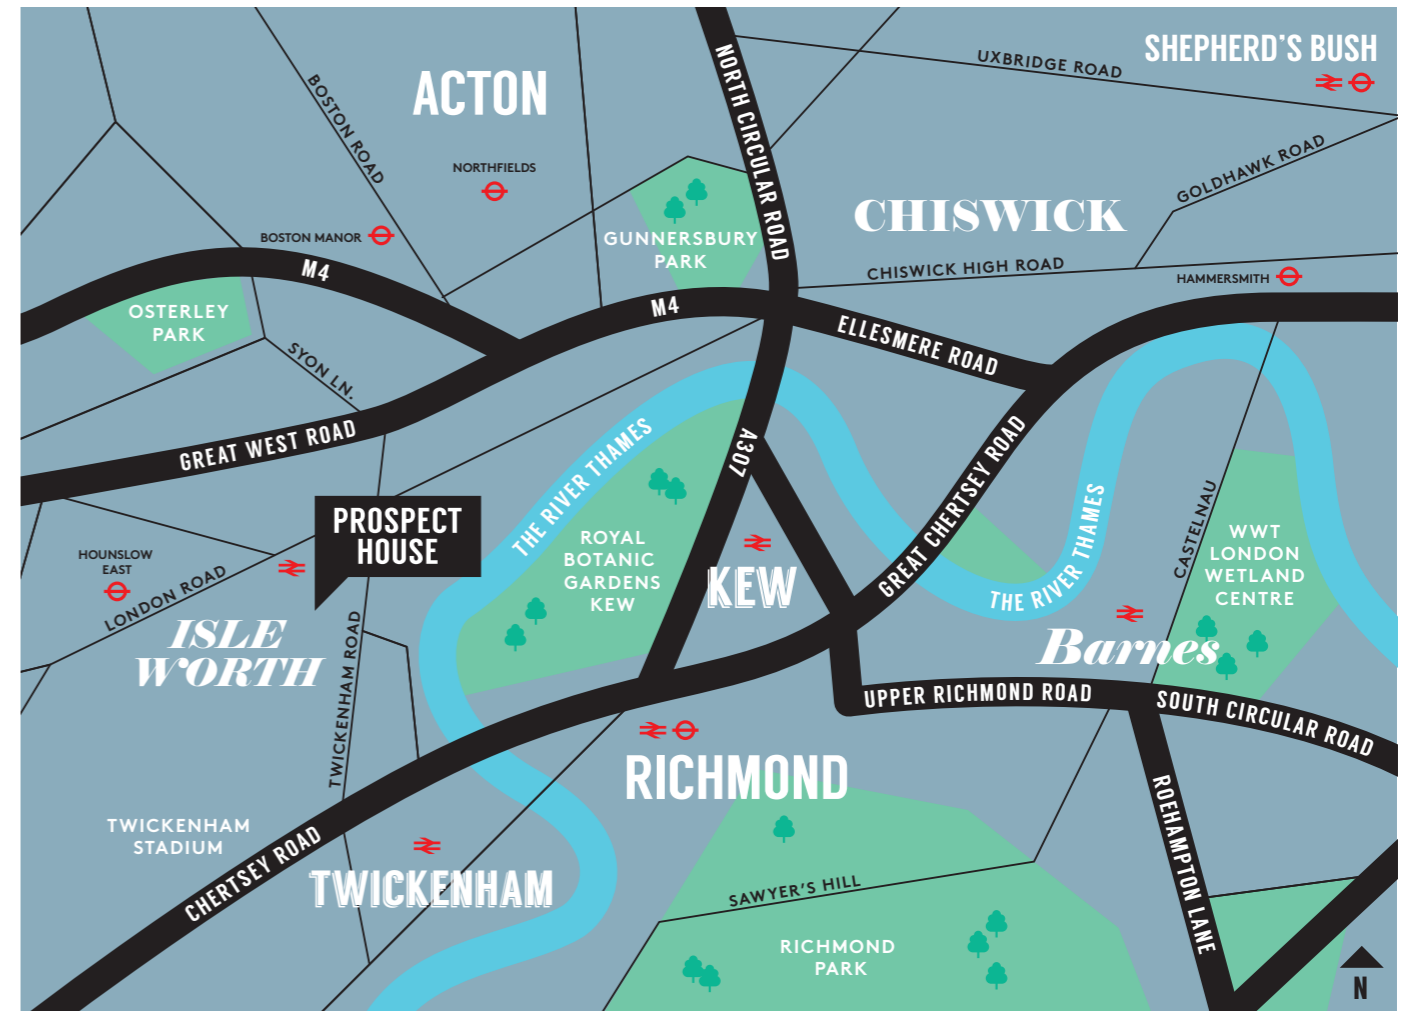 SHEPHERD'S BUSH
UXBRIDGE ROAD
NORTH CIRCULAR ROAD
ACTON
BOSTON ROAD
NORTHFIELDS
GOLDHAWK ROAD
CHISWICK
BOSTON MANOR
GUNNERSBURY
PARK
CHISWICK HIGH ROAD
HAMMERSMITH
M4
M4
OSTERLEY
PARK
ELLESMERE ROAD
SYON LN.
GREAT WEST ROAD
A307
THE RIVER THAMES
GREAT CHERTSEY ROAD
PROSPECT
HOUSE
HOUNSLOW
EAST
LONDON ROAD
ROYAL
BOTANIC
GARDENS
KEW
KEW
THE RIVER THAMES
CASTELNAU
WWT
LONDON
WETLAND
CENTRE
ISLE
WORTH
Barnes
TWICKENHAM ROAD
UPPER RICHMOND ROAD
SOUTH CIRCULAR ROAD
RICHMOND
ROEHAMPTON LANE
TWICKENHAM
STADIUM
CHERTSEY ROAD
TWICKENHAM
SAWYER'S HILL
RICHMOND
PARK
N